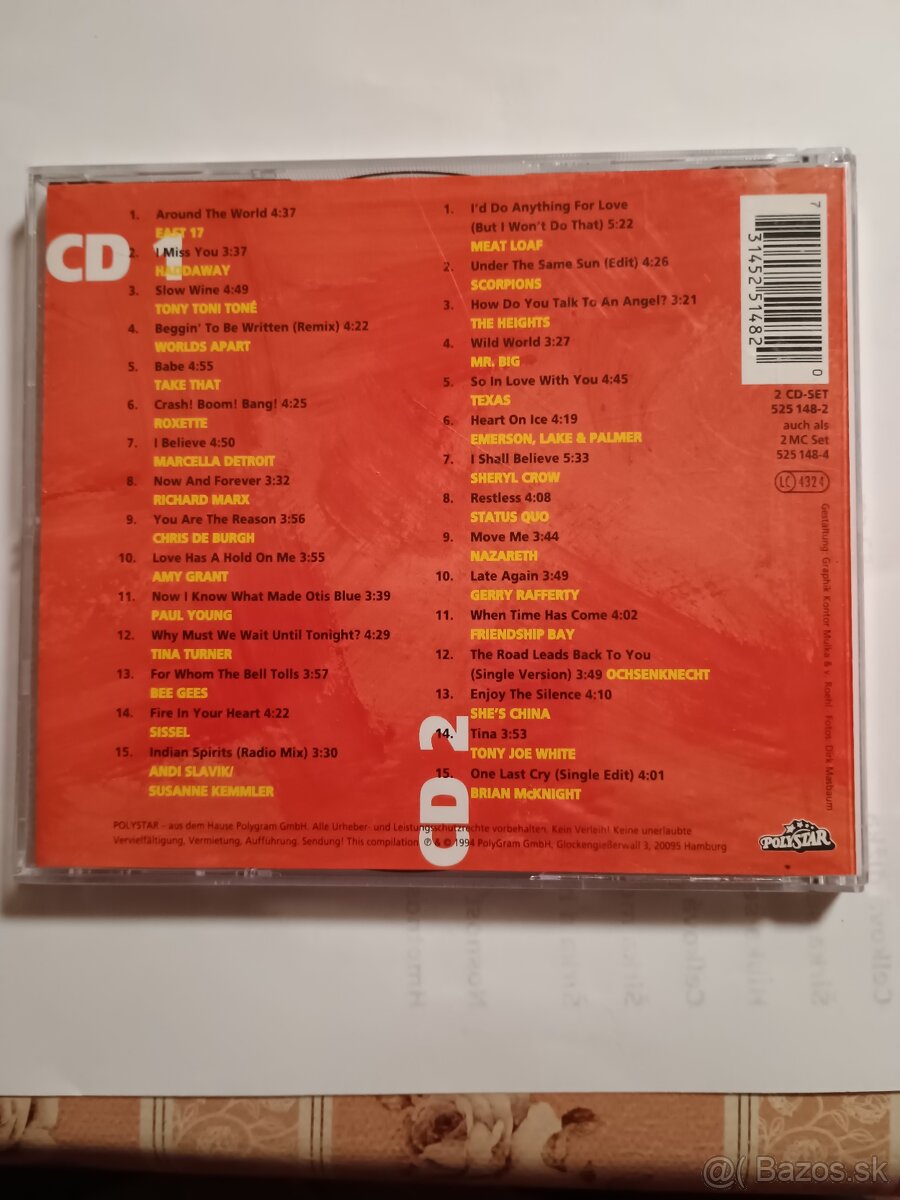 CD 1
1. Around The World 4:37
EAST 17
2. I Miss You 3:37
HADDAWAY
3. Slow Wine 4:49
TONY TONI TONÉ
4. Beggin' To Be Written (Remix) 4:22
WORLDS APART
5. Babe 4:55
TAKE THAT
6. Crash! Boom! Bang! 4:25
ROXETTE
7. I Believe 4:50
MARCELLA DETROIT
8. Now And Forever 3:32
RICHARD MARX
9. You Are The Reason 3:56
CHRIS DE BURGH
10. Love Has A Hold On Me 3:55
AMY GRANT
11. Now I Know What Made Otis Blue 3:39
PAUL YOUNG
12. Why Must We Wait Until Tonight? 4:29
TINA TURNER
13. For Whom The Bell Tolls 3:57
BEE GEES
14. Fire In Your Heart 4:22
SISSEL
15. Indian Spirits (Radio Mix) 3:30
ANDI SLAVIK/
SUSANNE KEMMLER
CD 2
1. I'd Do Anything For Love
(But I Won't Do That) 5:22
MEAT LOAF
2. Under The Same Sun (Edit) 4:26
SCORPIONS
3. How Do You Talk To An Angel? 3:21
THE HEIGHTS
4. Wild World 3:27
MR. BIG
5. So In Love With You 4:45
TEXAS
6. Heart On Ice 4:19
EMERSON, LAKE & PALMER
7. I Shall Believe 5:33
SHERYL CROW
8. Restless 4:08
STATUS QUO
9. Move Me 3:44
NAZARETH
10. Late Again 3:49
GERRY RAFFERTY
11. When Time Has Come 4:02
FRIENDSHIP BAY
12. The Road Leads Back To You
(Single Version) 3:49 OCHSENKNECHT
13. Enjoy The Silence 4:10
SHE'S CHINA
14. Tina 3:53
TONY JOE WHITE
15. One Last Cry (Single Edit) 4:01
BRIAN McKNIGHT
7 31452 51482 0
2 CD-SET
525 148-2
auch als
2 MC Set
525 148-4
LC 4324
Gestaltung: Graphik Kontor Mulka & v. Roehl Fotos: Dirk Masbaum
POLYSTAR - aus dem Hause Polygram GmbH. Alle Urheber- und Leistungsschutzrechte vorbehalten. Kein Verleih! Keine unerlaubte
Vervielfältigung, Vermietung, Aufführung, Sendung! This compilation ℗ & © 1994 PolyGram GmbH, Glockengießerwall 3, 20095 Hamburg
POLYSTAR
@( Bazos.sk